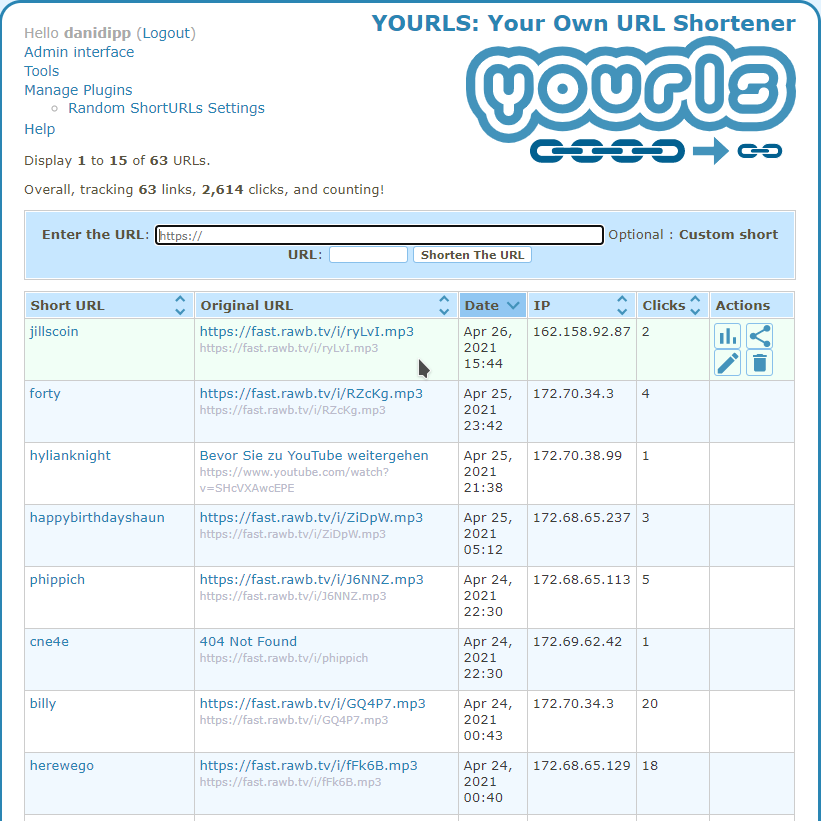 YOURLS: Your Own URL Shortener
yourls
Hello danidipp (Logout)
Admin interface
Tools
Manage Plugins
Random ShortURLs Settings
Help
Display 1 to 15 of 63 URLs.
Overall, tracking 63 links, 2,614 clicks, and counting!
Enter the URL: https:// Optional : Custom short
URL: Shorten The URL
Short URL Original URL Date IP Clicks Actions
jillscoin https://fast.rawb.tv/i/ryLvI.mp3 Apr 26, 162.158.92.87 2
https://fast.rawb.tv/i/ryLvI.mp3 2021
15:44
forty https://fast.rawb.tv/i/RZcKg.mp3 Apr 25, 172.70.34.3 4
https://fast.rawb.tv/i/RZcKg.mp3 2021
23:42
hylianknight Bevor Sie zu YouTube weitergehen Apr 25, 172.70.38.99 1
https://www.youtube.com/watch? 2021
v=SHcVXAwcEPE 21:38
happybirthdayshaun https://fast.rawb.tv/i/ZiDpW.mp3 Apr 25, 172.68.65.237 3
https://fast.rawb.tv/i/ZiDpW.mp3 2021
05:12
phippich https://fast.rawb.tv/i/J6NNZ.mp3 Apr 24, 172.68.65.113 5
https://fast.rawb.tv/i/J6NNZ.mp3 2021
22:30
cne4e 404 Not Found Apr 24, 172.69.62.42 1
https://fast.rawb.tv/i/phippich 2021
22:30
billy https://fast.rawb.tv/i/GQ4P7.mp3 Apr 24, 172.70.34.3 20
https://fast.rawb.tv/i/GQ4P7.mp3 2021
00:43
herewego https://fast.rawb.tv/i/fFk6B.mp3 Apr 24, 172.68.65.129 18
https://fast.rawb.tv/i/fFk6B.mp3 2021
00:40